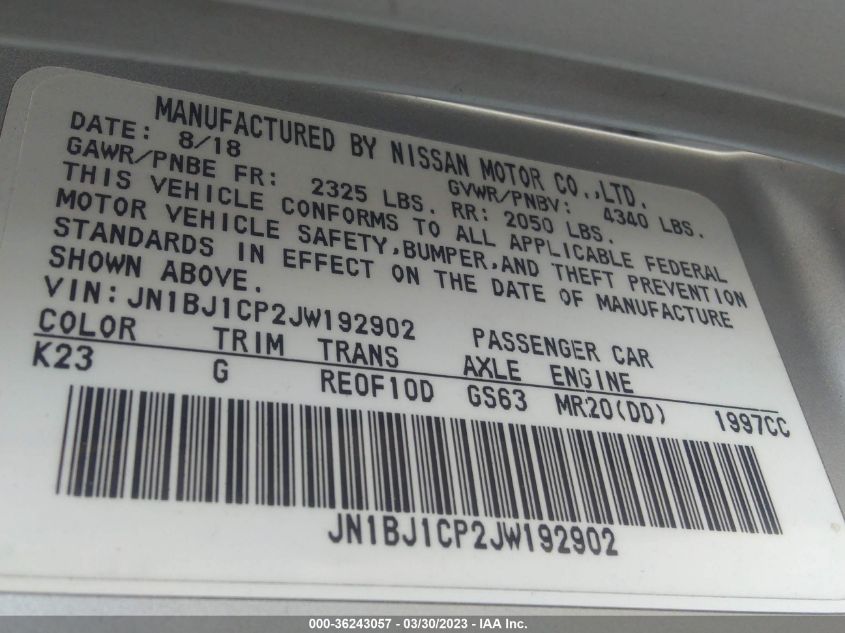 MANUFACTURED BY NISSAN MOTOR CO.,LTD.
DATE: 8/18 GVWR/PNBV: 4340 LBS.
GAWR/PNBE FR: 2325 LBS. RR: 2050 LBS.
THIS VEHICLE CONFORMS TO ALL APPLICABLE FEDERAL
MOTOR VEHICLE SAFETY,BUMPER,AND THEFT PREVENTION
STANDARDS IN EFFECT ON THE DATE OF MANUFACTURE
SHOWN ABOVE.
VIN: JN1BJ1CP2JW192902 PASSENGER CAR
COLOR TRIM TRANS AXLE ENGINE
K23 G RE0F10D GS63 MR20(DD) 1997CC
JN1BJ1CP2JW192902
000-36243057 - 03/30/2023 - IAA Inc.